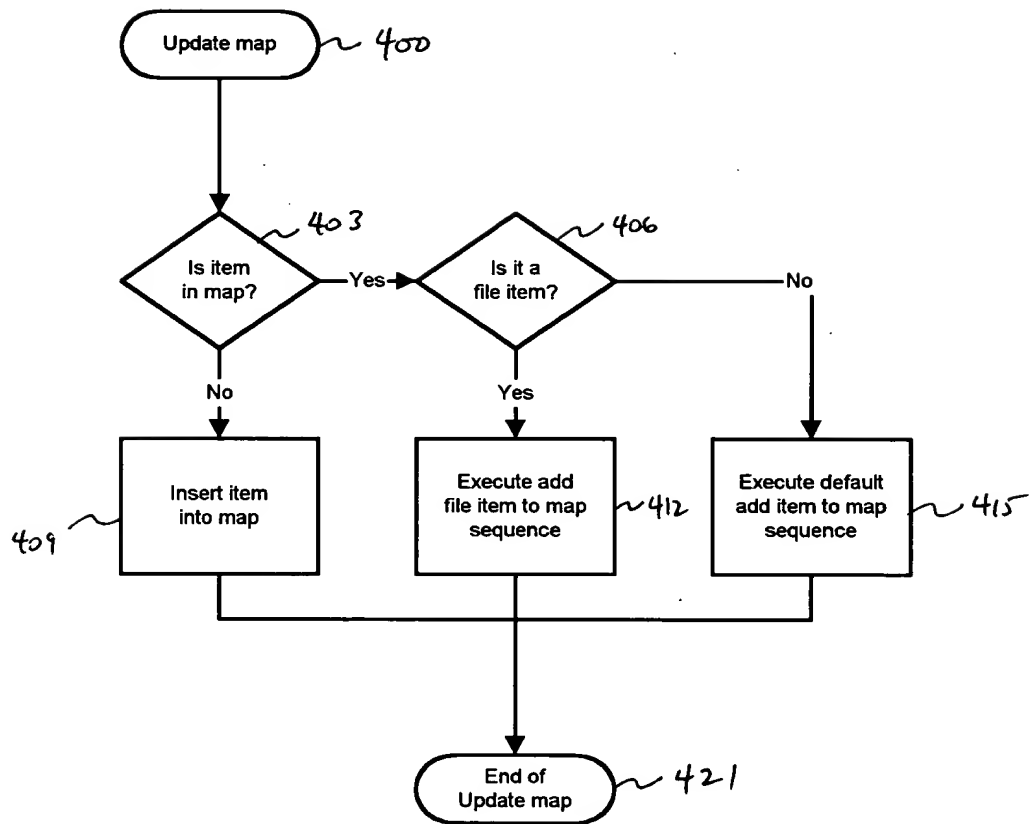 Update map
400
403
406
Is item
in map?
Yes
Is it a
file item?
No
No
Yes
Insert item
into map
409
Execute add
file item to map
sequence
412
Execute default
add item to map
sequence
415
End of
Update map
421